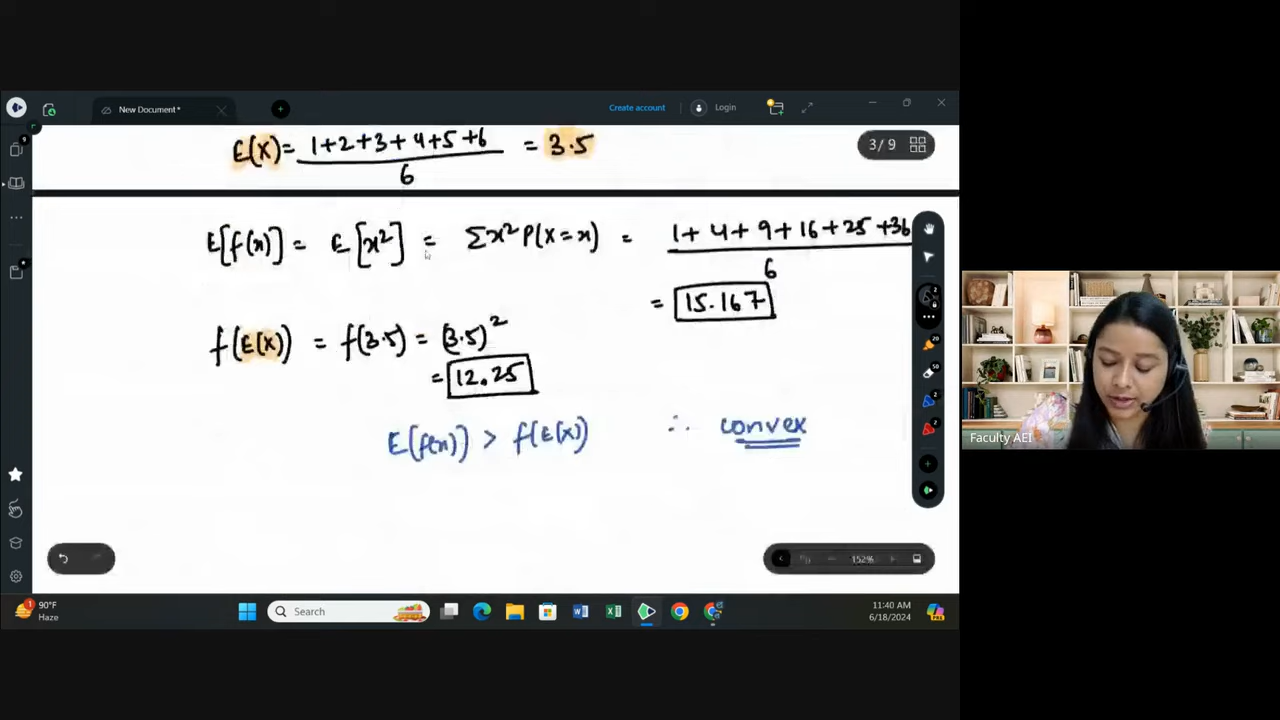 New Document*
Create account
Login
E(X) = 1+2+3+4+5+6 / 6 = 3.5
3 / 9
E[f(x)] = E[x²] = Σx² P(X=x) = 1+4+9+16+25+36 / 6
= 15.167
f(E(X)) = f(3.5) = (3.5)²
= 12.25
E(f(x)) > f(E(X)) ∴ convex
Faculty AEI
152%
90°F
Haze
Search
11:40 AM
6/18/2024